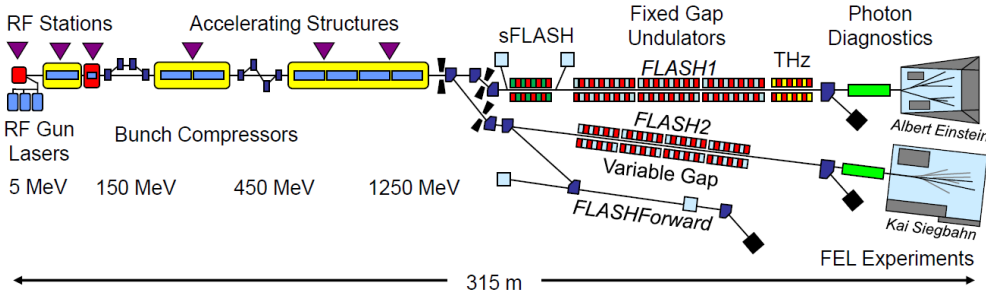 RF Stations
Accelerating Structures
sFLASH
Fixed Gap
Undulators
FLASH1
THz
Photon
Diagnostics
RF Gun
Lasers
Bunch Compressors
FLASH2
Variable Gap
FLASHForward
Albert Einstein
Kai Siegbahn
5 MeV
150 MeV
450 MeV
1250 MeV
FEL Experiments
315 m